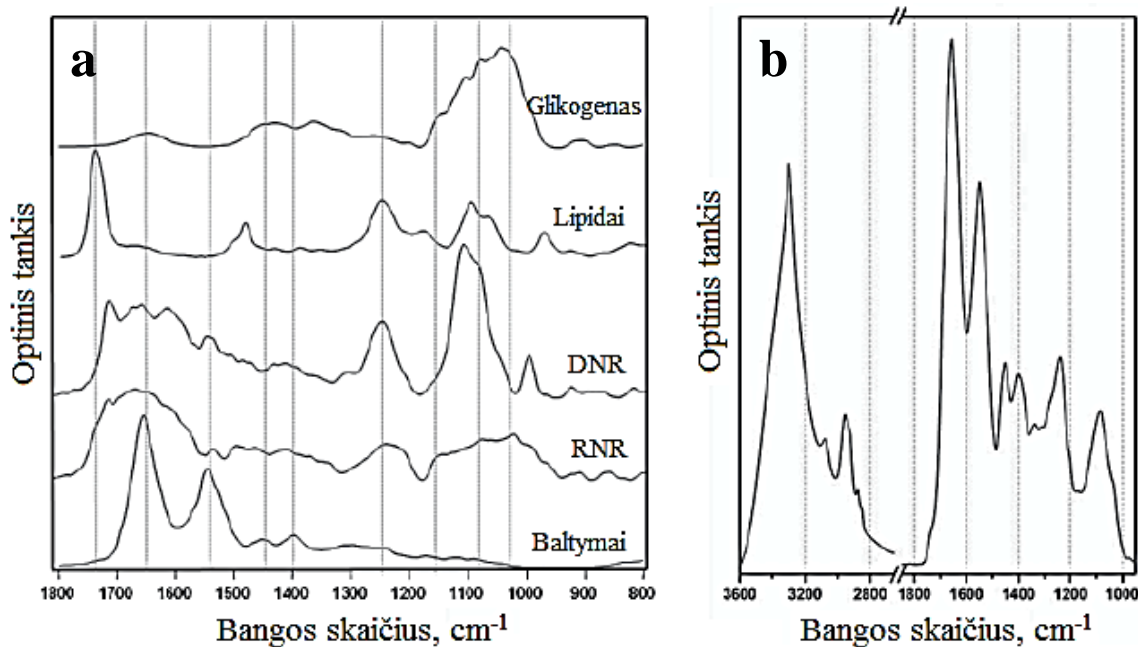 a
Optinis tankis
Glikogenas
Lipidai
DNR
RNR
Baltymai
1800 1700 1600 1500 1400 1300 1200 1100 1000 900 800
Bangos skaičius, cm-1
b
Optinis tankis
3600 3200 2800 1800 1600 1400 1200 1000
Bangos skaičius, cm-1